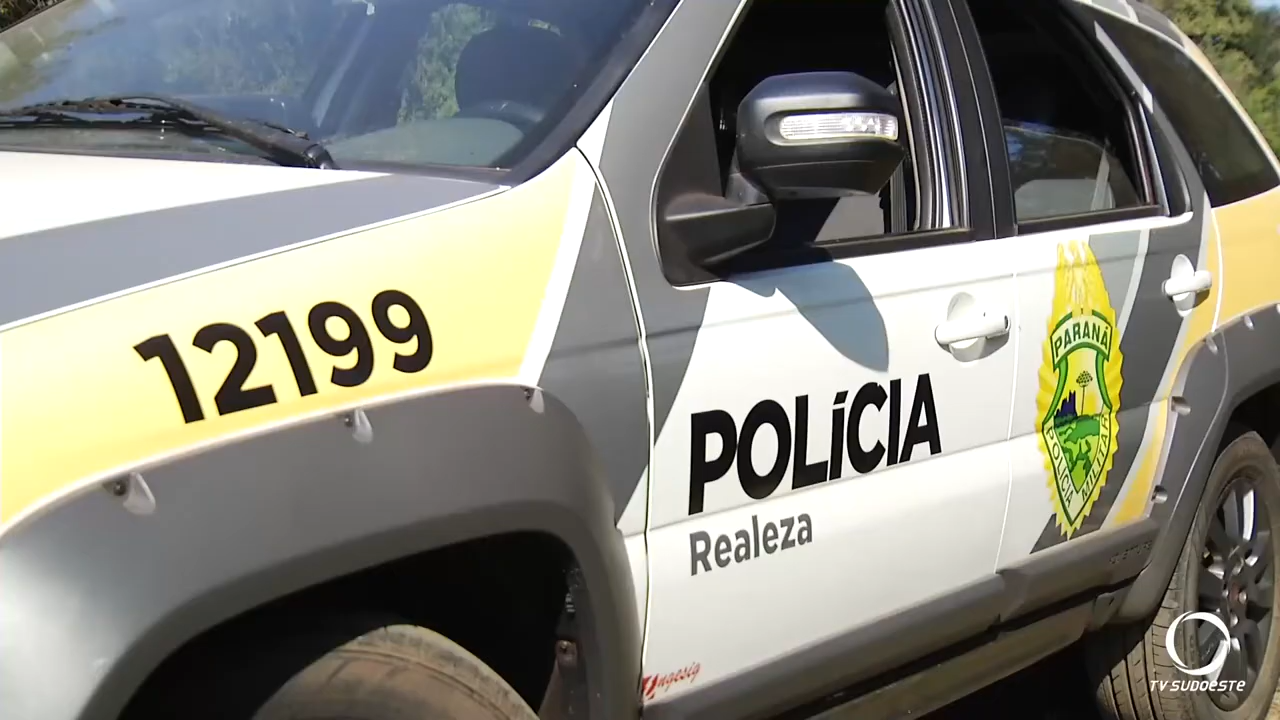 12199
POLÍCIA
Realeza
PARANÁ
POLÍCIA MILITAR
TV SUDOESTE